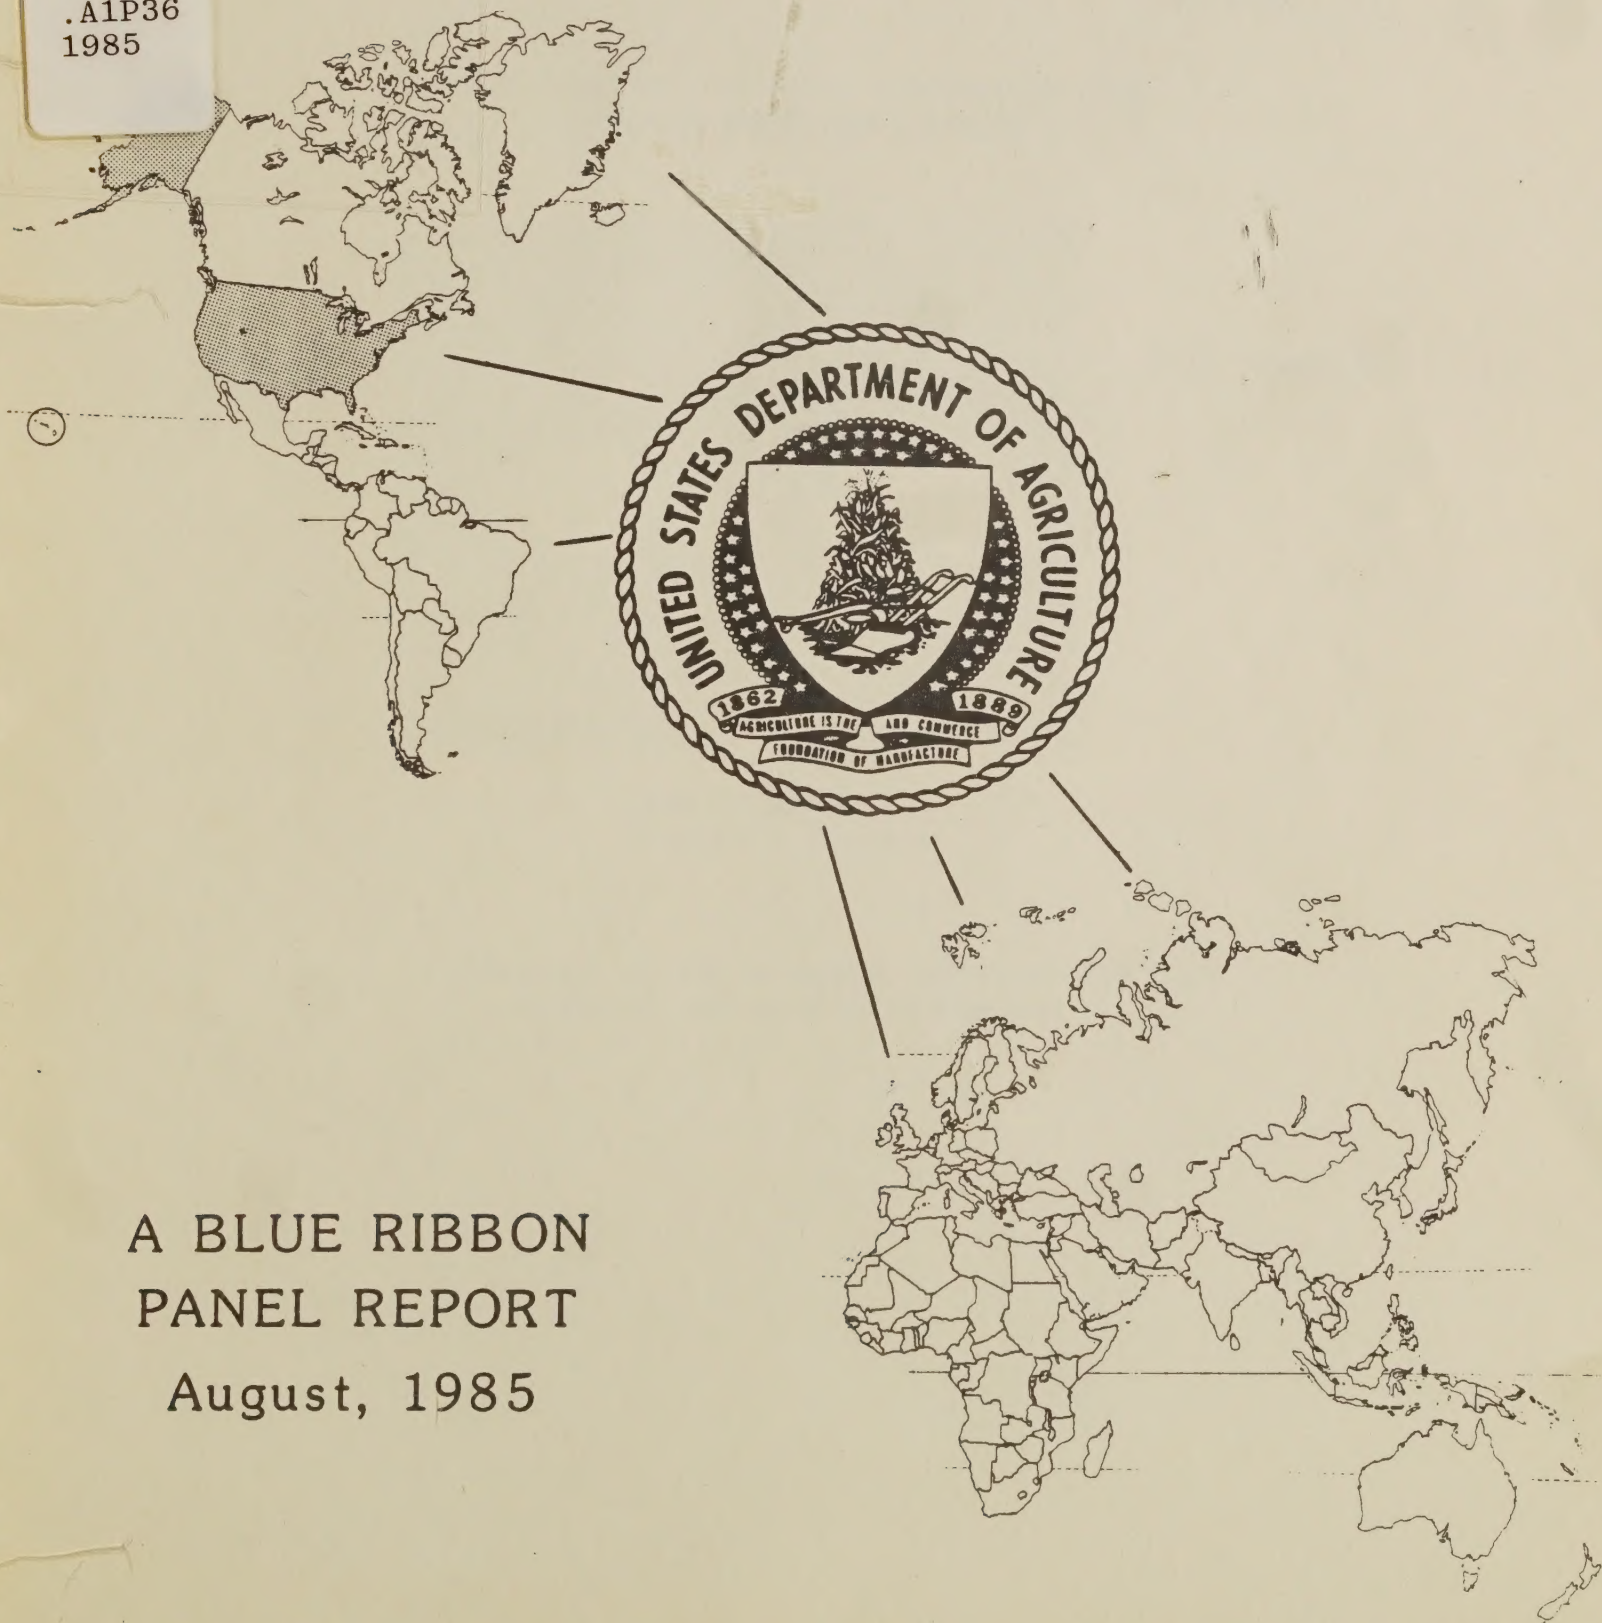 .A1P36
1985
UNITED STATES DEPARTMENT OF AGRICULTURE
1862
1889
AGRICULTURE IS THE
AND COMMERCE
FOUNDATION OF MANUFACTURE
A BLUE RIBBON
PANEL REPORT
August, 1985